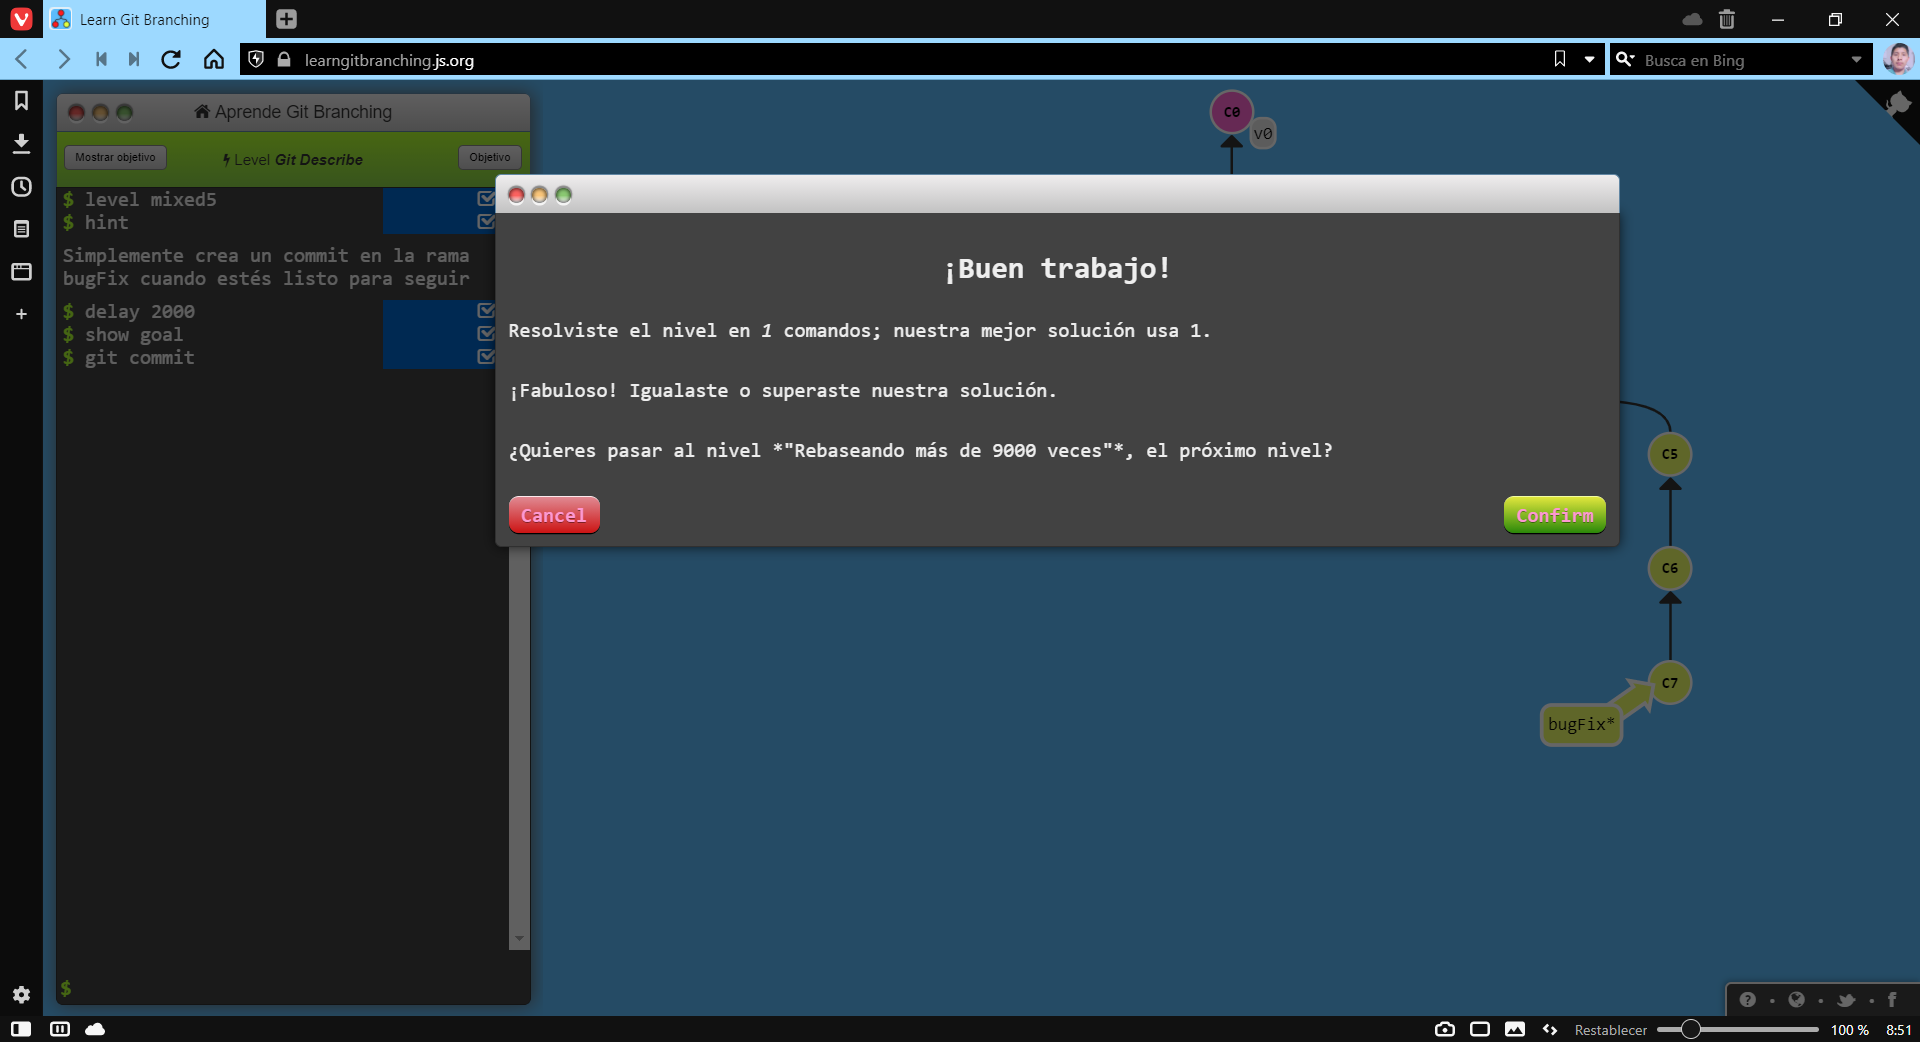 Learn Git Branching
learngitbranching.js.org
Busca en Bing
Aprende Git Branching
Mostrar objetivo
Level Git Describe
Objetivo
$ level mixed5
$ hint
Simplemente crea un commit en la rama
bugFix cuando estés listo para seguir
$ delay 2000
$ show goal
$ git commit
$
C0
v0
¡Buen trabajo!
Resolviste el nivel en 1 comandos; nuestra mejor solución usa 1.
¡Fabuloso! Igualaste o superaste nuestra solución.
¿Quieres pasar al nivel *"Rebaseando más de 9000 veces"*, el próximo nivel?
Cancel
Confirm
C5
C6
C7
bugFix*
Restablecer
100 %
8:51